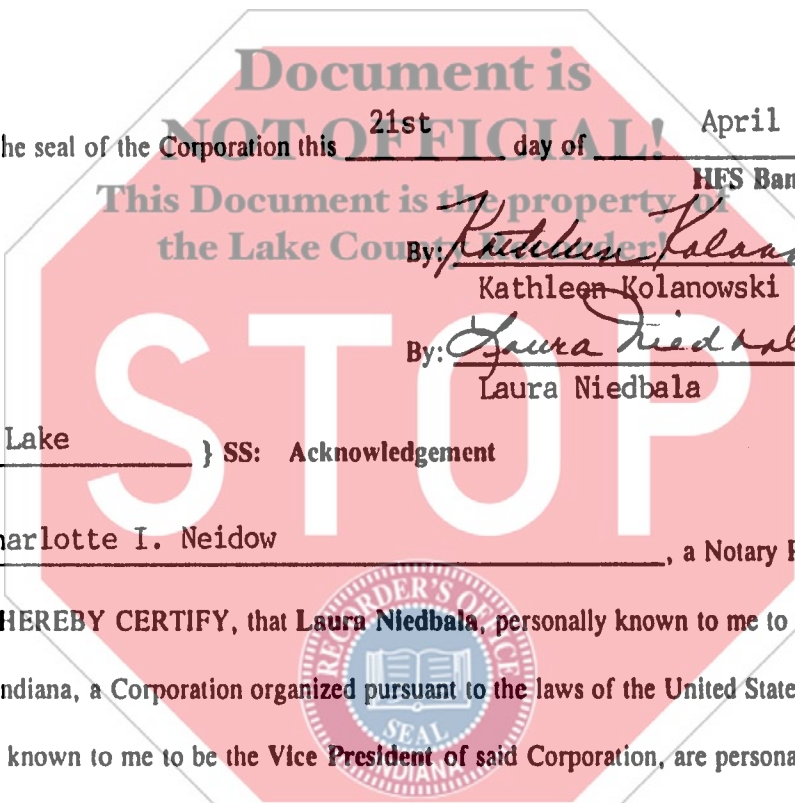 Document is
NOT OFFICIAL!
he seal of the Corporation this 21st day of April
This Document is the property of
HFS Ban
the Lake County Recorder!
By: Kathleen Kolan
Kathleen Kolanowski
By: Laura Niedbal
Laura Niedbala
STOP
Lake } SS: Acknowledgement
harlotte I. Neidow, a Notary P
HEREBY CERTIFY, that Laura Niedbala, personally known to me to
ndiana, a Corporation organized pursuant to the laws of the United State
known to me to be the Vice President of said Corporation, are persona
RECORDER'S OFFICE
SEAL
INDIANA